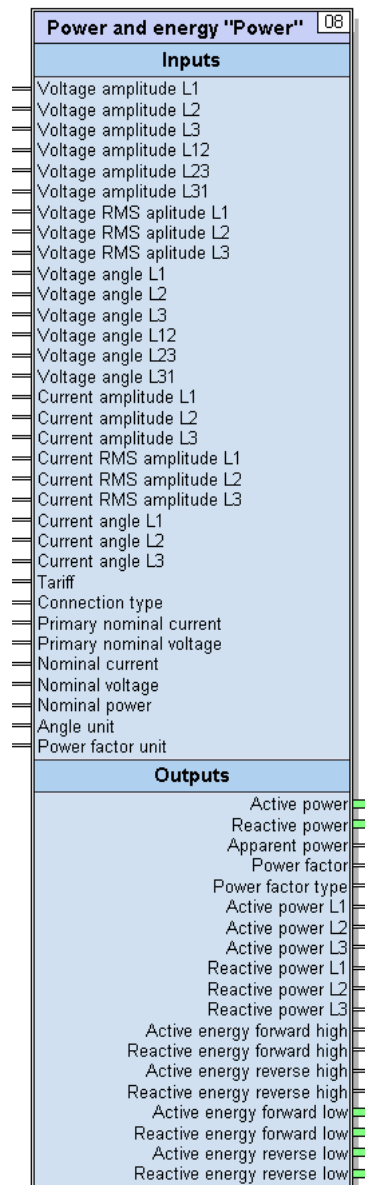 Power and energy "Power" 08
Inputs
Voltage amplitude L1
Voltage amplitude L2
Voltage amplitude L3
Voltage amplitude L12
Voltage amplitude L23
Voltage amplitude L31
Voltage RMS aplitude L1
Voltage RMS aplitude L2
Voltage RMS aplitude L3
Voltage angle L1
Voltage angle L2
Voltage angle L3
Voltage angle L12
Voltage angle L23
Voltage angle L31
Current amplitude L1
Current amplitude L2
Current amplitude L3
Current RMS amplitude L1
Current RMS amplitude L2
Current RMS amplitude L3
Current angle L1
Current angle L2
Current angle L3
Tariff
Connection type
Primary nominal current
Primary nominal voltage
Nominal current
Nominal voltage
Nominal power
Angle unit
Power factor unit
Outputs
Active power
Reactive power
Apparent power
Power factor
Power factor type
Active power L1
Active power L2
Active power L3
Reactive power L1
Reactive power L2
Reactive power L3
Active energy forward high
Reactive energy forward high
Active energy reverse high
Reactive energy reverse high
Active energy forward low
Reactive energy forward low
Active energy reverse low
Reactive energy reverse low